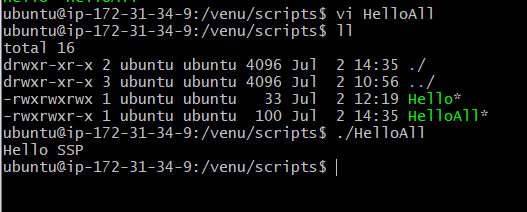 ubuntu@ip-172-31-34-9:/venu/scripts$ vi HelloAll
ubuntu@ip-172-31-34-9:/venu/scripts$ ll
total 16
drwxr-xr-x 2 ubuntu ubuntu 4096 Jul  2 14:35 ./
drwxr-xr-x 3 ubuntu ubuntu 4096 Jul  2 10:56 ../
-rwxrwxrwx 1 ubuntu ubuntu   33 Jul  2 12:19 Hello*
-rwxrwxr-x 1 ubuntu ubuntu  100 Jul  2 14:35 HelloAll*
ubuntu@ip-172-31-34-9:/venu/scripts$ ./HelloAll
Hello SSP
ubuntu@ip-172-31-34-9:/venu/scripts$